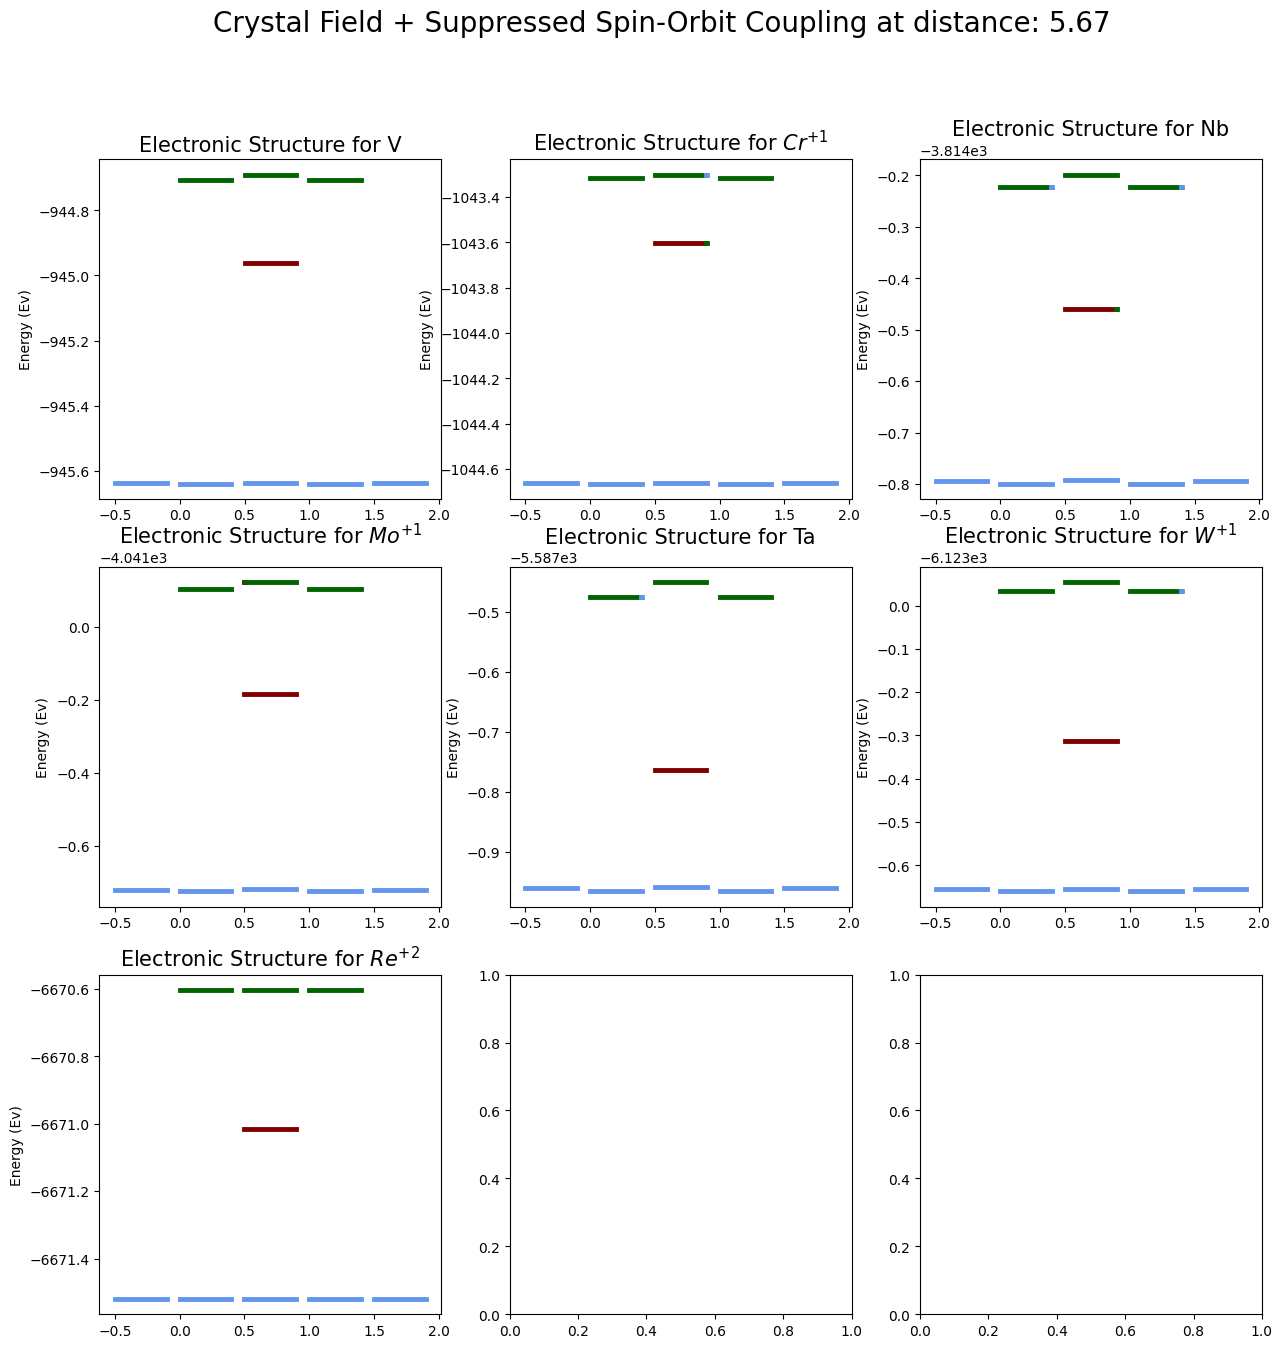 Crystal Field + Suppressed Spin-Orbit Coupling at distance: 5.67
Electronic Structure for V
Energy (Ev)
−944.8
−945.0
−945.2
−945.4
−945.6
−0.5 0.0 0.5 1.0 1.5 2.0
Electronic Structure for Cr⁺¹
Energy (Ev)
−1043.4
−1043.6
−1043.8
−1044.0
−1044.2
−1044.4
−1044.6
−0.5 0.0 0.5 1.0 1.5 2.0
Electronic Structure for Nb
−3.814e3
Energy (Ev)
−0.2
−0.3
−0.4
−0.5
−0.6
−0.7
−0.8
−0.5 0.0 0.5 1.0 1.5 2.0
Electronic Structure for Mo⁺¹
−4.041e3
Energy (Ev)
0.0
−0.2
−0.4
−0.6
−0.5 0.0 0.5 1.0 1.5 2.0
Electronic Structure for Ta
−5.587e3
Energy (Ev)
−0.5
−0.6
−0.7
−0.8
−0.9
−0.5 0.0 0.5 1.0 1.5 2.0
Electronic Structure for W⁺¹
−6.123e3
Energy (Ev)
0.0
−0.1
−0.2
−0.3
−0.4
−0.5
−0.6
−0.5 0.0 0.5 1.0 1.5 2.0
Electronic Structure for Re⁺²
Energy (Ev)
−6670.6
−6670.8
−6671.0
−6671.2
−6671.4
−0.5 0.0 0.5 1.0 1.5 2.0
1.0
0.8
0.6
0.4
0.2
0.0
0.0 0.2 0.4 0.6 0.8 1.0
1.0
0.8
0.6
0.4
0.2
0.0
0.0 0.2 0.4 0.6 0.8 1.0